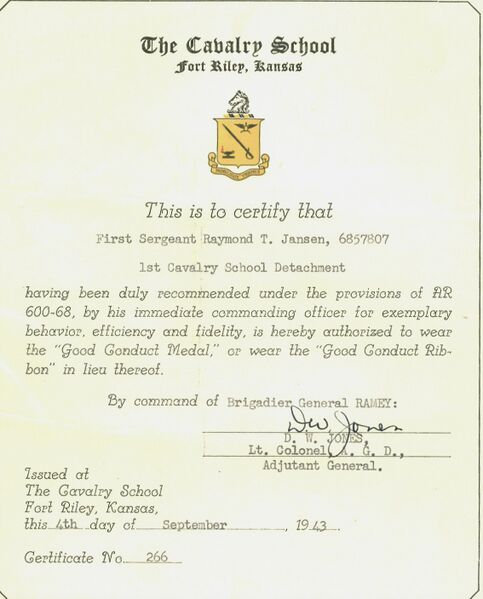 The Cavalry School
Fort Riley, Kansas
This is to certify that
First Sergeant Raymond T. Jansen, 6857807
1st Cavalry School Detachment
having been duly recommended under the provisions of AR
600-68, by his immediate commanding officer for exemplary
behavior, efficiency and fidelity, is hereby authorized to wear
the "Good Conduct Medal," or wear the "Good Conduct Rib-
bon" in lieu thereof.
By command of Brigadier General RAMEY:
DW Jones
D. W. JONES,
Lt. Colonel, A. G. D.,
Adjutant General.
Issued at
The Cavalry School
Fort Riley, Kansas,
this 4th day of September, 1943.
Certificate No. 266